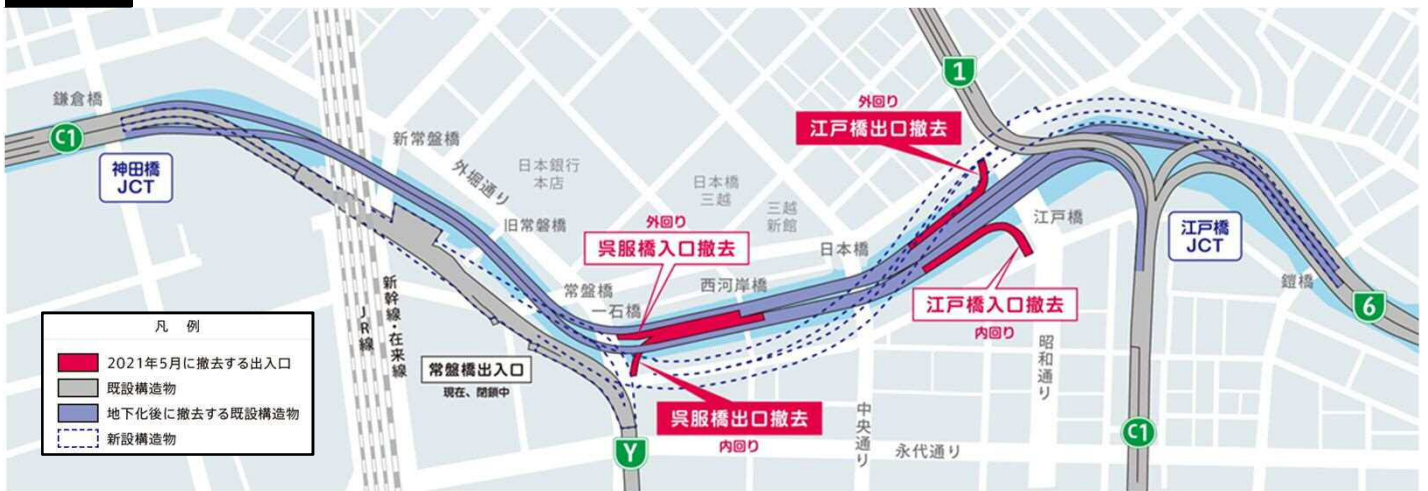 鎌倉橋
C1
神田橋
JCT
新常盤橋
外堀通り
日本銀行
本店
旧常盤橋
日本橋
三越
三越
新館
日本橋
常盤橋
一石橋
西河岸橋
外回り
呉服橋入口撤去
外回り
江戸橋出口撤去
1
江戸橋
江戸橋
JCT
鎧橋
6
江戸橋入口撤去
内回り
昭和通り
新幹線・在来線
JR線
常盤橋出入口
現在、閉鎖中
呉服橋出口撤去
内回り
中央通り
永代通り
Y
C1
凡 例
2021年5月に撤去する出入口
既設構造物
地下化後に撤去する既設構造物
新設構造物